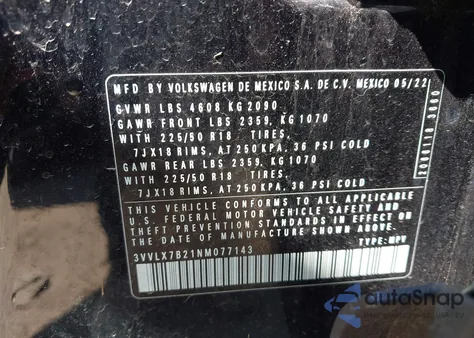 MFD BY VOLKSWAGEN DE MEXICO S.A. DE C.V. MEXICO 05/22
GVWR LBS 4608 KG 2090
GAWR FRONT LBS 2359, KG 1070
WITH 225/50 R18 TIRES,
7JX18 RIMS, AT 250 KPA, 36 PSI COLD
GAWR REAR LBS 2359, KG 1070
WITH 225/50 R18 TIRES,
7JX18 RIMS, AT 250 KPA, 36 PSI COLD
THIS VEHICLE CONFORMS TO ALL APPLICABLE
U.S. FEDERAL MOTOR VEHICLE SAFETY AND
THEFT PREVENTION STANDARDS IN EFFECT ON
THE DATE OF MANUFACTURE SHOWN ABOVE.
3VVLX7B21NM077143 TYPE: MPV
autoSnap